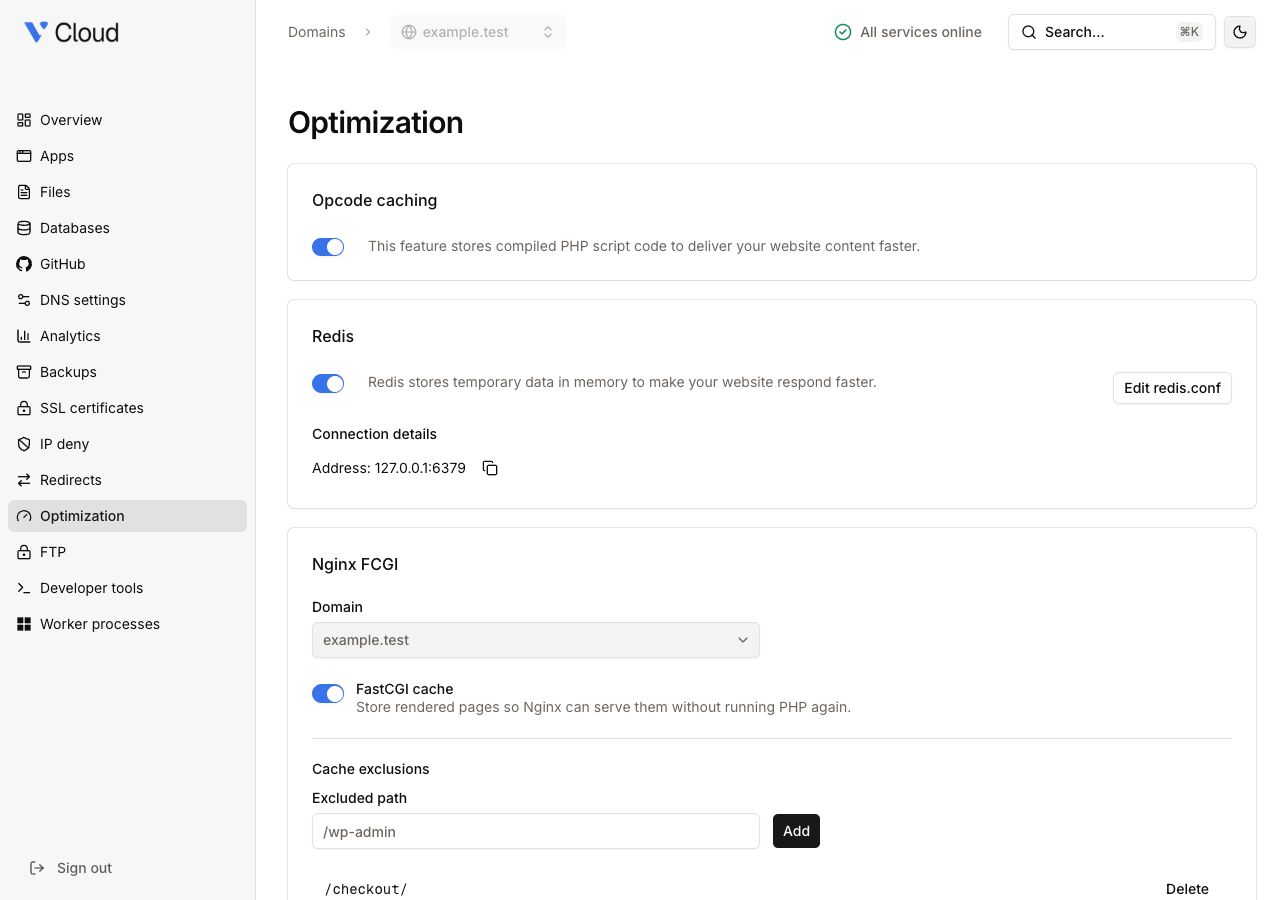 Cloud
Domains
example.test
All services online
Search...
⌘K
Overview
Apps
Files
Databases
GitHub
DNS settings
Analytics
Backups
SSL certificates
IP deny
Redirects
Optimization
FTP
Developer tools
Worker processes
Sign out
Optimization
Opcode caching
This feature stores compiled PHP script code to deliver your website content faster.
Redis
Redis stores temporary data in memory to make your website respond faster.
Edit redis.conf
Connection details
Address: 127.0.0.1:6379
Nginx FCGI
Domain
example.test
FastCGI cache
Store rendered pages so Nginx can serve them without running PHP again.
Cache exclusions
Excluded path
/wp-admin
Add
/checkout/
Delete